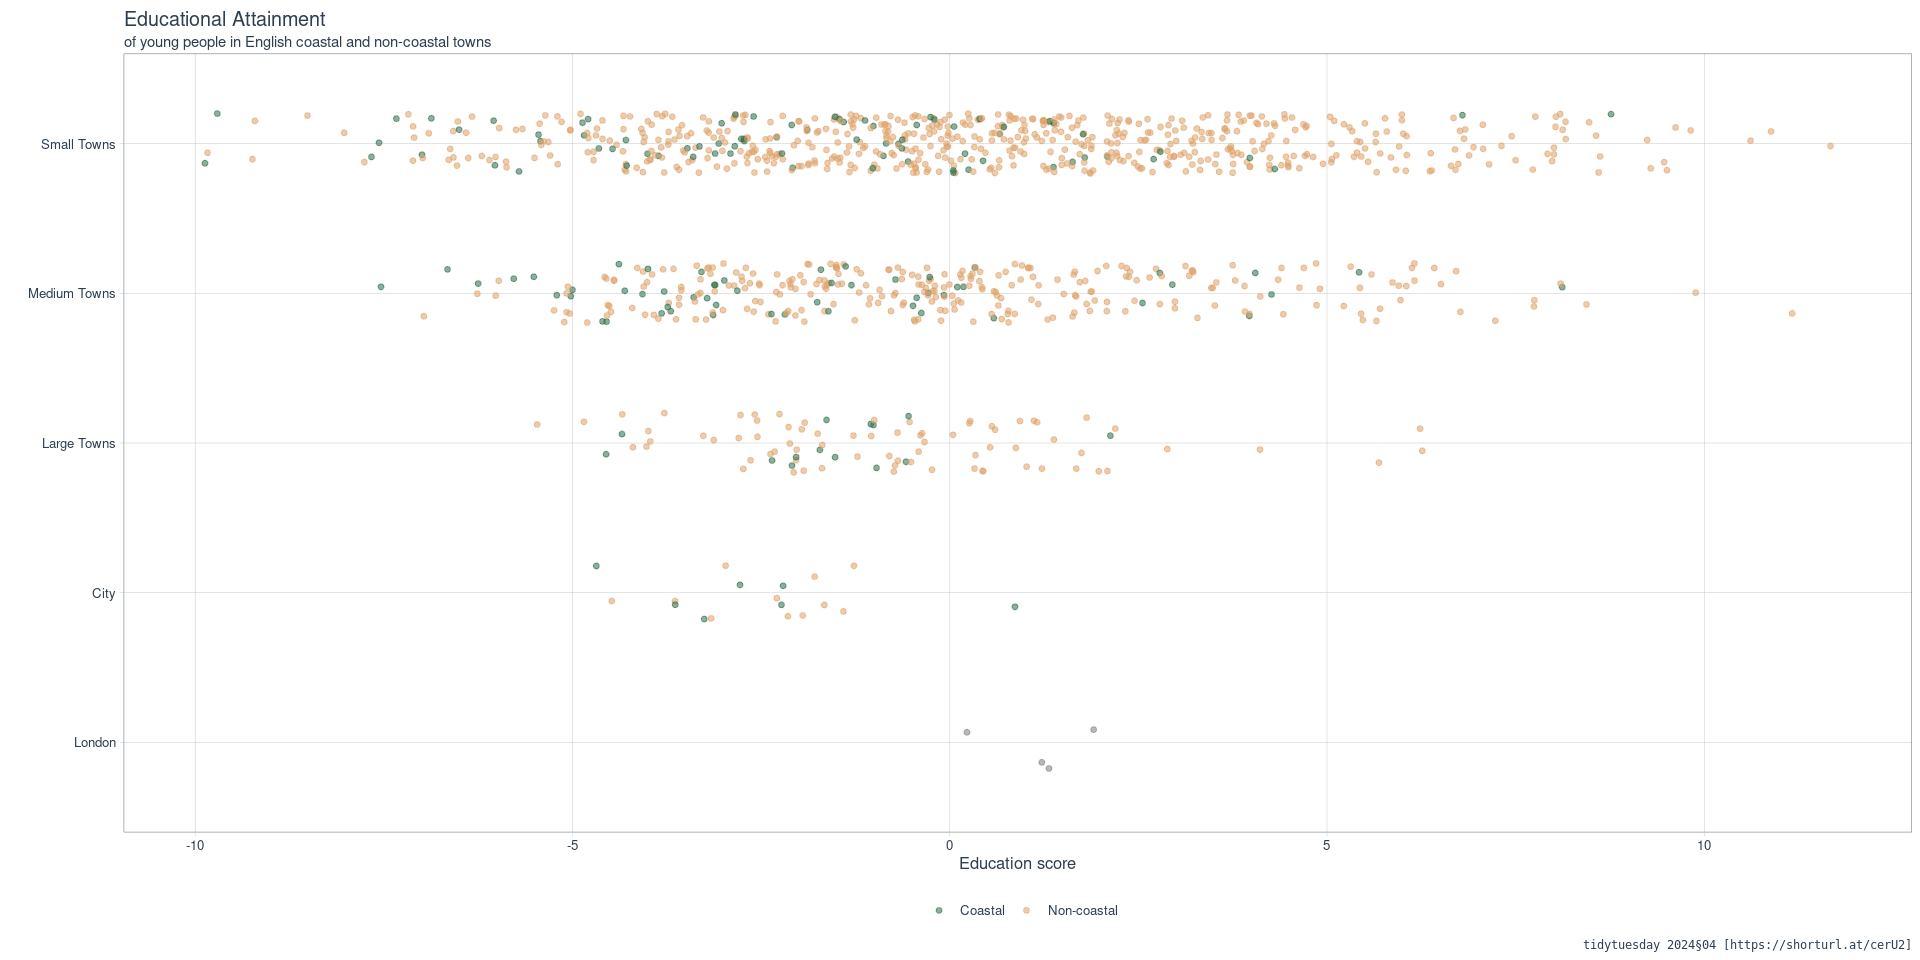 Educational Attainment
of young people in English coastal and non-coastal towns
Small Towns
Medium Towns
Large Towns
City
London
-10 -5 0 5 10
Education score
Coastal Non-coastal
tidytuesday 2024§04 [https://shorturl.at/cerU2]